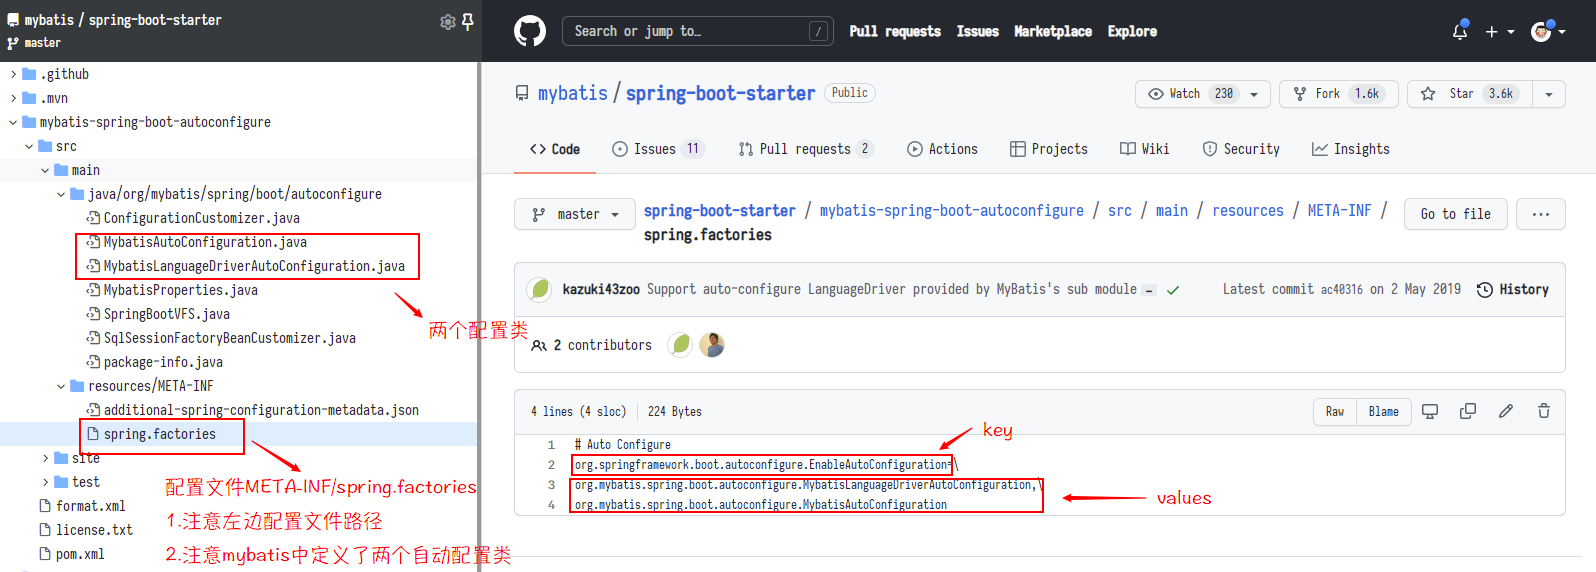 mybatis / spring-boot-starter
master
.github
.mvn
mybatis-spring-boot-autoconfigure
src
main
java/org/mybatis/spring/boot/autoconfigure
ConfigurationCustomizer.java
MybatisAutoConfiguration.java
MybatisLanguageDriverAutoConfiguration.java
MybatisProperties.java
SpringBootVFS.java
SqlSessionFactoryBeanCustomizer.java
package-info.java
resources/META-INF
additional-spring-configuration-metadata.json
spring.factories
site
test
format.xml
license.txt
pom.xml
两个配置类
配置文件META-INF/spring.factories
1.注意左边配置文件路径
2.注意mybatis中定义了两个自动配置类
Search or jump to… / Pull requests Issues Marketplace Explore
mybatis / spring-boot-starter Public
Watch 230 Fork 1.6k Star 3.6k
Code Issues 11 Pull requests 2 Actions Projects Wiki Security Insights
master spring-boot-starter / mybatis-spring-boot-autoconfigure / src / main / resources / META-INF / Go to file ...
spring.factories
kazuki43zoo Support auto-configure LanguageDriver provided by MyBatis's sub module … Latest commit ac40316 on 2 May 2019 History
2 contributors
4 lines (4 sloc) 224 Bytes Raw Blame
1 # Auto Configure
2 org.springframework.boot.autoconfigure.EnableAutoConfiguration=\
3 org.mybatis.spring.boot.autoconfigure.MybatisLanguageDriverAutoConfiguration,\
4 org.mybatis.spring.boot.autoconfigure.MybatisAutoConfiguration
key
values